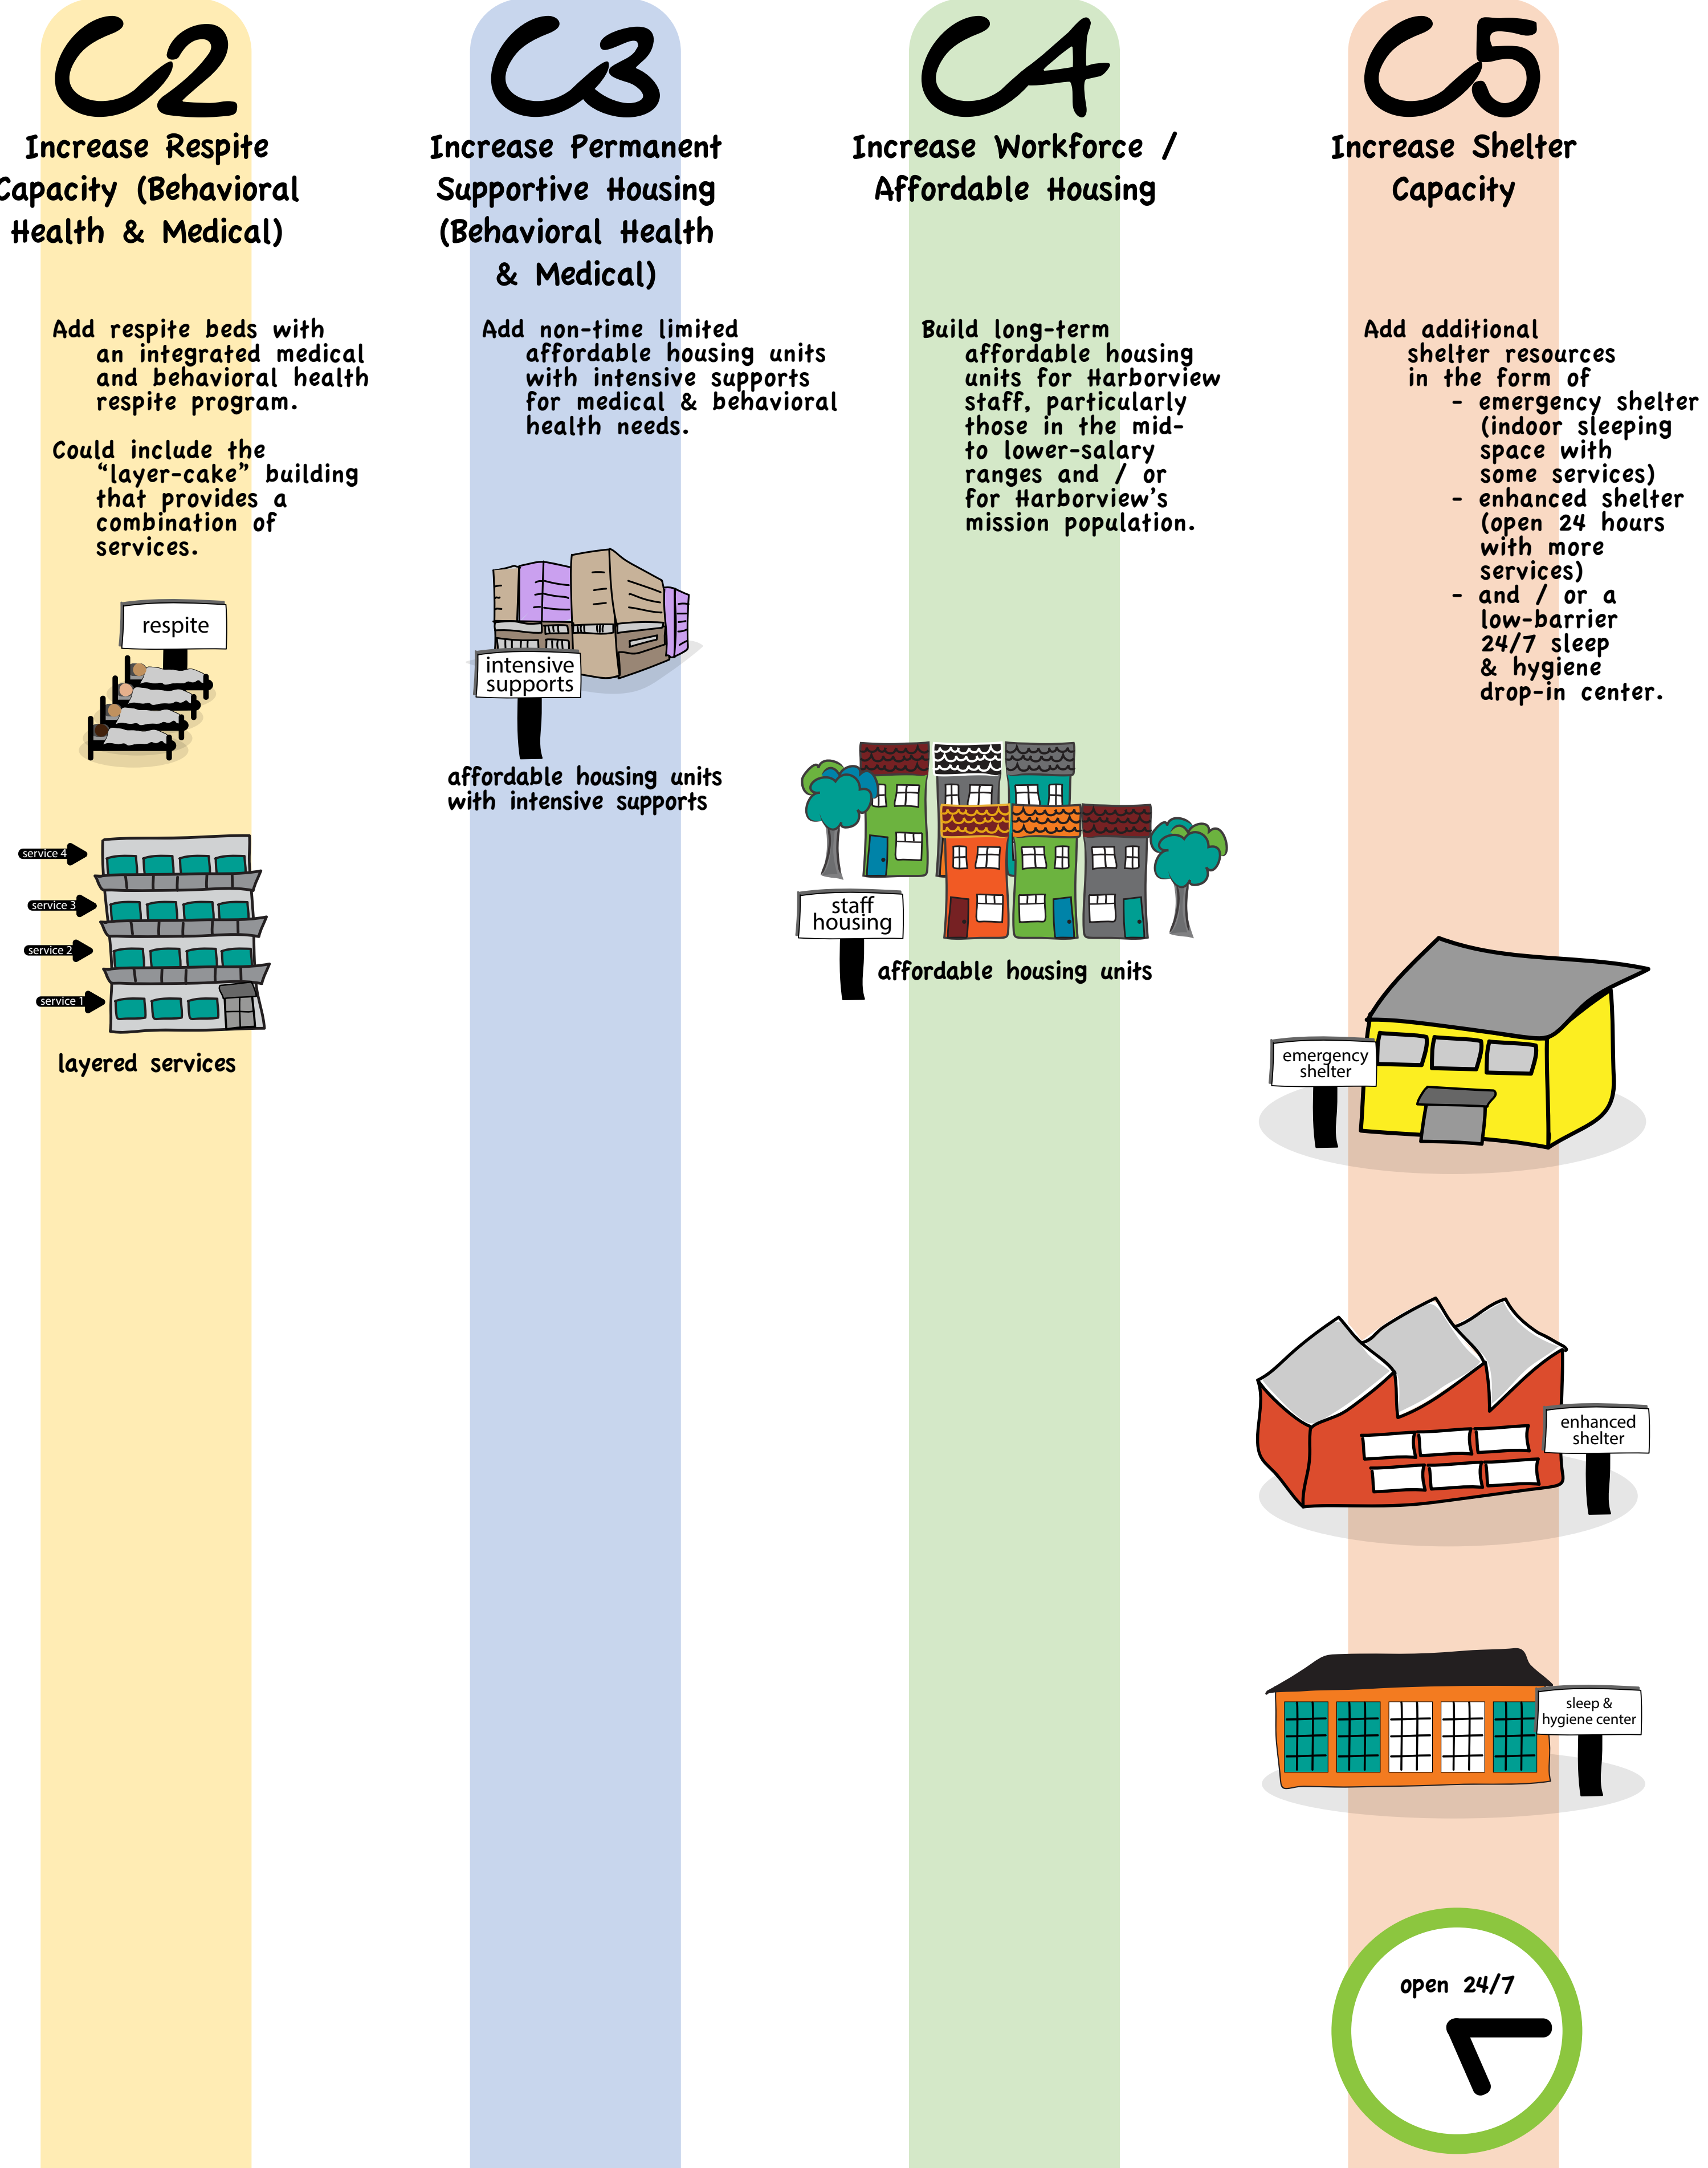 C2
Increase Respite
Capacity (Behavioral
Health & Medical)
Add respite beds with
an integrated medical
and behavioral health
respite program.
Could include the
“layer-cake” building
that provides a
combination of
services.
respite
service 4
service 3
service 2
service 1
layered services
C3
Increase Permanent
Supportive Housing
(Behavioral Health
& Medical)
Add non-time limited
affordable housing units
with intensive supports
for medical & behavioral
health needs.
intensive
supports
affordable housing units
with intensive supports
C4
Increase Workforce /
Affordable Housing
Build long-term
affordable housing
units for Harborview
staff, particularly
those in the mid-
to lower-salary
ranges and / or
for Harborview’s
mission population.
staff
housing
affordable housing units
C5
Increase Shelter
Capacity
Add additional
shelter resources
in the form of
- emergency shelter
(indoor sleeping
space with
some services)
- enhanced shelter
(open 24 hours
with more
services)
- and / or a
low-barrier
24/7 sleep
& hygiene
drop-in center.
emergency
shelter
enhanced
shelter
sleep &
hygiene center
open 24/7